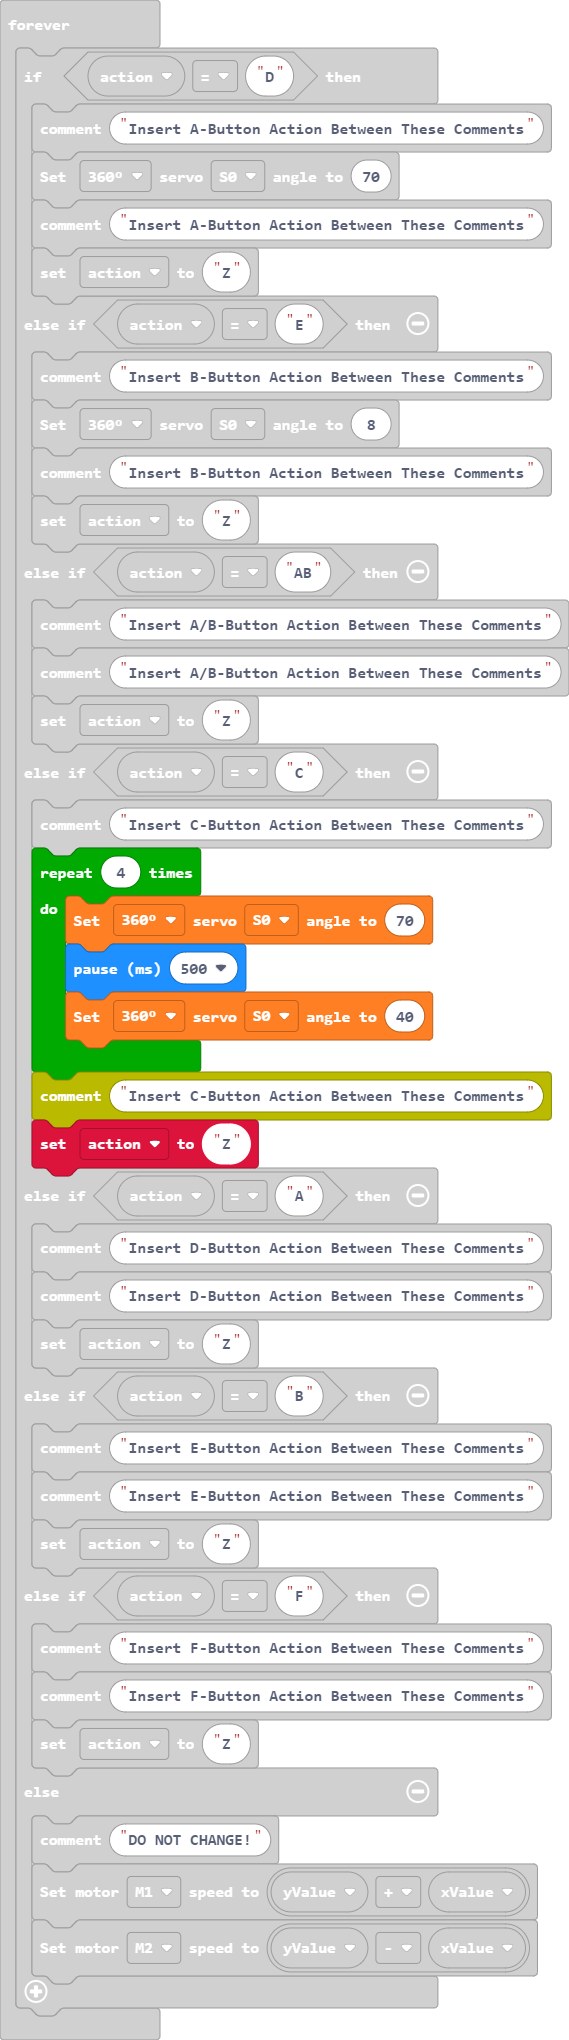 forever
if action = "D" then
comment "Insert A-Button Action Between These Comments"
Set 360º servo S0 angle to 70
comment "Insert A-Button Action Between These Comments"
set action to "Z"
else if action = "E" then
comment "Insert B-Button Action Between These Comments"
Set 360º servo S0 angle to 8
comment "Insert B-Button Action Between These Comments"
set action to "Z"
else if action = "AB" then
comment "Insert A/B-Button Action Between These Comments"
comment "Insert A/B-Button Action Between These Comments"
set action to "Z"
else if action = "C" then
comment "Insert C-Button Action Between These Comments"
repeat 4 times
do Set 360º servo S0 angle to 70
pause (ms) 500
Set 360º servo S0 angle to 40
comment "Insert C-Button Action Between These Comments"
set action to "Z"
else if action = "A" then
comment "Insert D-Button Action Between These Comments"
comment "Insert D-Button Action Between These Comments"
set action to "Z"
else if action = "B" then
comment "Insert E-Button Action Between These Comments"
comment "Insert E-Button Action Between These Comments"
set action to "Z"
else if action = "F" then
comment "Insert F-Button Action Between These Comments"
comment "Insert F-Button Action Between These Comments"
set action to "Z"
else
comment "DO NOT CHANGE!"
Set motor M1 speed to yValue + xValue
Set motor M2 speed to yValue - xValue